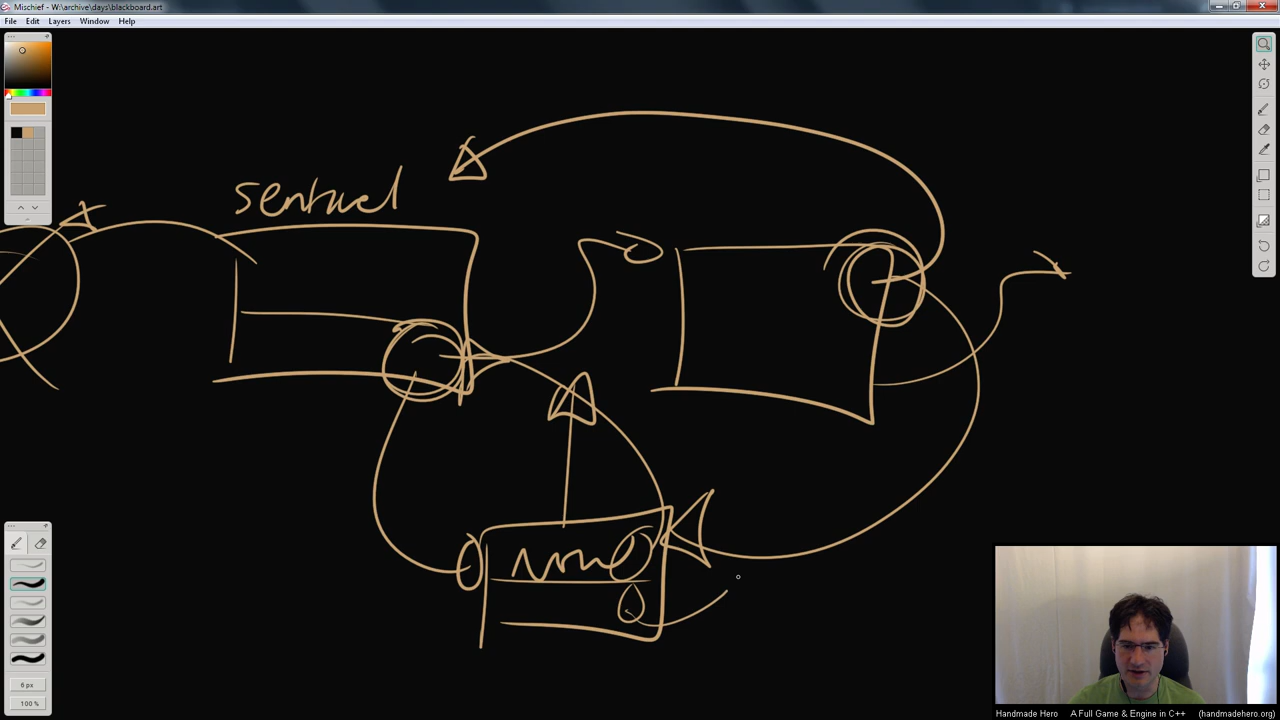 Mischief - W:\archive\days\blackboard.art
File Edit Layers Window Help
sentinel
6 px
100 %
Handmade Hero A Full Game & Engine in C++ (handmadehero.org)